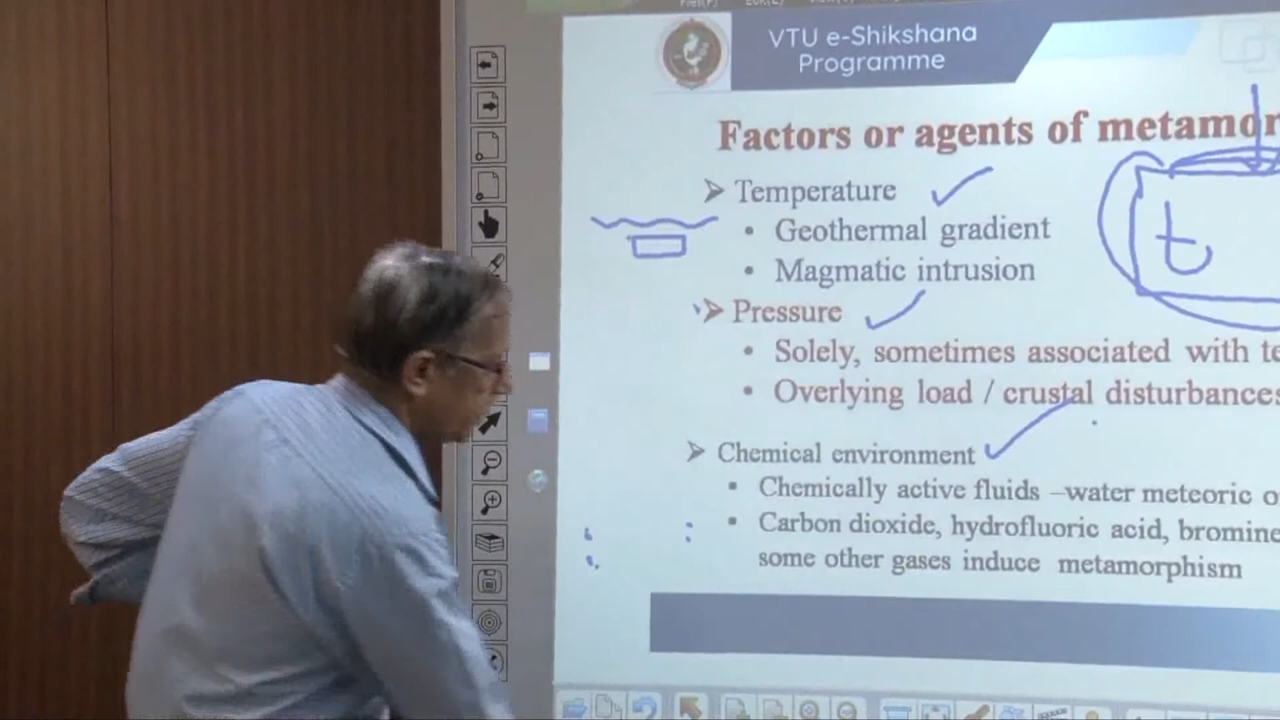 VTU e-Shikshana
Programme
Factors or agents of metamor
➢ Temperature
• Geothermal gradient
• Magmatic intrusion
➢ Pressure
• Solely, sometimes associated with te
• Overlying load / crustal disturbances
➢ Chemical environment
▪ Chemically active fluids –water meteoric o
▪ Carbon dioxide, hydrofluoric acid, bromine
some other gases induce metamorphism
t